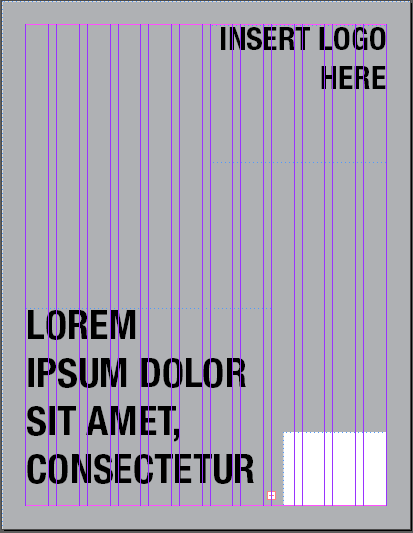 INSERT LOGO
HERE
LOREM
IPSUM DOLOR
SIT AMET,
CONSECTETUR